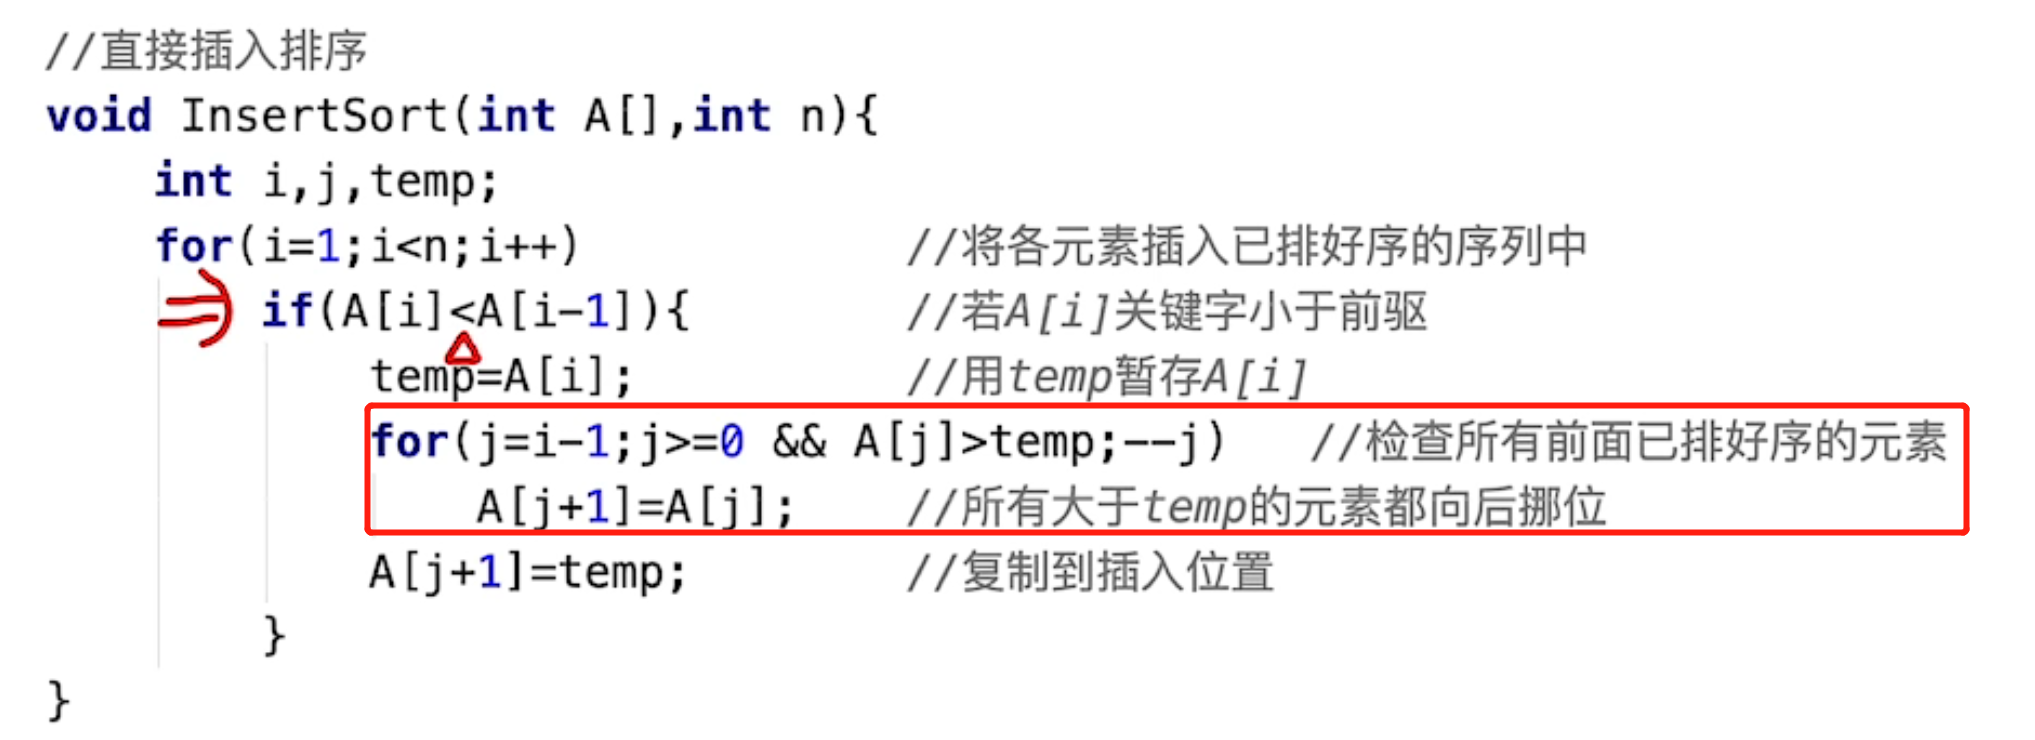 //直接插入排序
void InsertSort(int A[],int n){
int i,j,temp;
for(i=1;i<n;i++) //将各元素插入已排好序的序列中
if(A[i]<A[i-1]){ //若A[i]关键字小于前驱
temp=A[i]; //用temp暂存A[i]
for(j=i-1;j>=0 && A[j]>temp;--j) //检查所有前面已排好序的元素
A[j+1]=A[j]; //所有大于temp的元素都向后挪位
A[j+1]=temp; //复制到插入位置
}
}